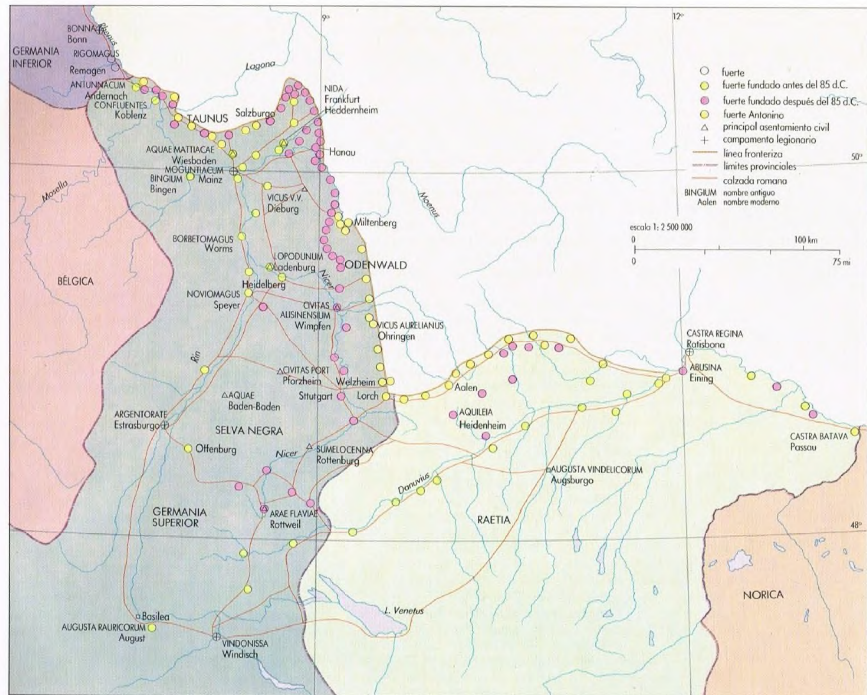 9°
12°
BONNA
Bonn
GERMANIA
INFERIOR
RIGOMAGUS
Remagen
Lagona
ANTUNNACUM
Andernach
CONFLUENTES
Koblenz
TAUNUS
Salzburgo
NIDA
Frankfurt
Heddernheim
AQUAE MATTIACAE
Wiesbaden
MOGUNTIACUM
Mainz
Hanau
50°
BINGIUM
Bingen
Mosella
VICUS V.V.
Dieburg
Moenus
Miltenberg
BORBETOMAGUS
Worms
LOPODUNUM
Ladenburg
Nicer
ODENWALD
BÉLGICA
Heidelberg
NOVIOMAGUS
Speyer
CIVITAS
ALISINENSIUM
Wimpfen
VICUS AURELIANUS
Ohringen
Rin
CIVITAS PORT
Pforzheim
Welzheim
AQUAE
Baden-Baden
Sttutgart
Lorch
Aalen
ARGENTORATE
Estrasburgo
SELVA NEGRA
AQUILEIA
Heidenheim
CASTRA REGINA
Ratisbona
ABUSINA
Eining
CASTRA BATAVA
Passau
Offenburg
Nicer
SUMELOCENNA
Rottenburg
Danuvius
AUGUSTA VINDELICORUM
Augsburgo
GERMANIA
SUPERIOR
ARAE FLAVIAE
Rottweil
RAETIA
48°
NORICA
Basilea
AUGUSTA RAURICORUM
August
L. Venetus
VINDONISSA
Windisch
fuerte
fuerte fundado antes del 85 d.C.
fuerte fundado después del 85 d.C.
fuerte Antonino
principal asentamiento civil
campamento legionario
línea fronteriza
límites provinciales
calzada romana
BINGIUM nombre antiguo
Aalen nombre moderno
escala 1: 2 500 000
0 100 km
0 75 mi